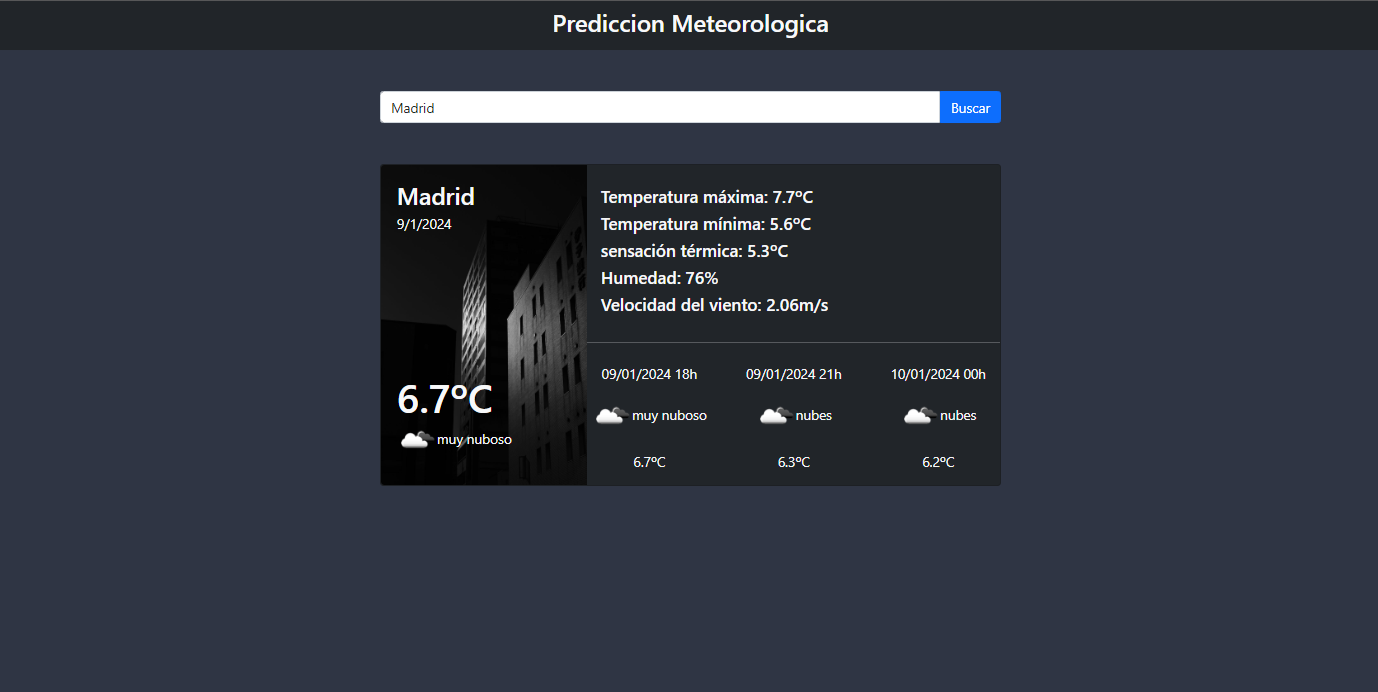 Prediccion Meteorologica
Madrid
Buscar
Madrid
9/1/2024
6.7ºC
muy nuboso
Temperatura máxima: 7.7ºC
Temperatura mínima: 5.6ºC
sensación térmica: 5.3ºC
Humedad: 76%
Velocidad del viento: 2.06m/s
09/01/2024 18h
muy nuboso
6.7ºC
09/01/2024 21h
nubes
6.3ºC
10/01/2024 00h
nubes
6.2ºC